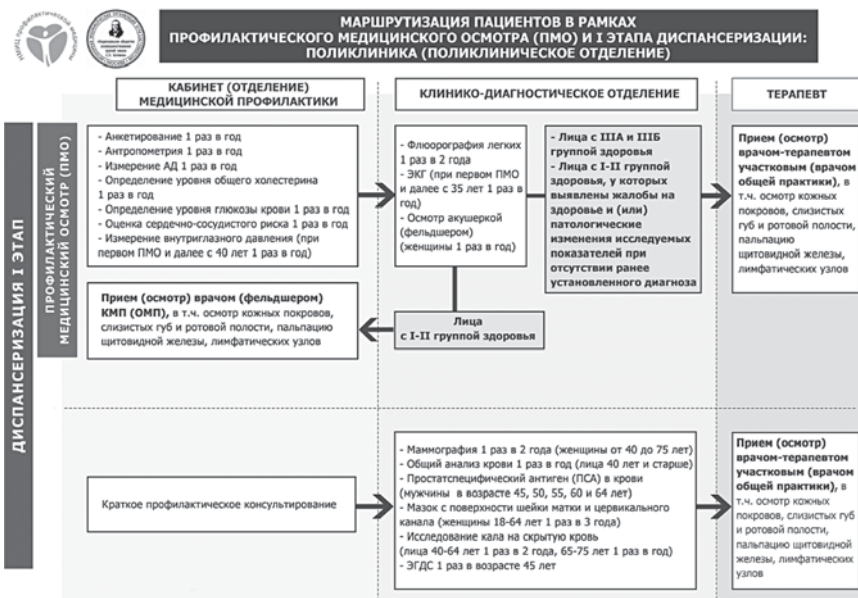 МАРШРУТИЗАЦИЯ ПАЦИЕНТОВ В РАМКАХ
ПРОФИЛАКТИЧЕСКОГО МЕДИЦИНСКОГО ОСМОТРА (ПМО) И I ЭТАПА ДИСПАНСЕРИЗАЦИИ:
ПОЛИКЛИНИКА (ПОЛИКЛИНИЧЕСКОЕ ОТДЕЛЕНИЕ)
КАБИНЕТ (ОТДЕЛЕНИЕ)
МЕДИЦИНСКОЙ ПРОФИЛАКТИКИ
КЛИНИКО-ДИАГНОСТИЧЕСКОЕ ОТДЕЛЕНИЕ
ТЕРАПЕВТ
ДИСПАНСЕРИЗАЦИЯ I ЭТАП
ПРОФИЛАКТИЧЕСКИЙ
МЕДИЦИНСКИЙ ОСМОТР (ПМО)
- Анкетирование 1 раз в год
- Антропометрия 1 раз в год
- Измерение АД 1 раз в год
- Определение уровня общего холестерина
1 раз в год
- Определение уровня глюкозы крови 1 раз в год
- Оценка сердечно-сосудистого риска 1 раз в год
- Измерение внутриглазного давления (при
первом ПМО и далее с 40 лет 1 раз в год)
- Флюорография легких
1 раз в 2 года
- ЭКГ (при первом ПМО
и далее с 35 лет 1 раз в
год)
- Осмотр акушеркой
(фельдшером)
(женщины 1 раз в год)
- Лица с IIIА и IIIБ
группой здоровья
- Лица с I-II группой
здоровья, у которых
выявлены жалобы на
здоровье и (или)
патологические
изменения исследуемых
показателей при
отсутствии ранее
установленного диагноза
Прием (осмотр)
врачом-терапевтом
участковым (врачом
общей практики), в
т.ч. осмотр кожных
покровов, слизистых
губ и ротовой полости,
пальпацию
щитовидной железы,
лимфатических узлов
Прием (осмотр) врачом (фельдшером)
КМП (ОМП), в т.ч. осмотр кожных покровов,
слизистых губ и ротовой полости, пальпацию
щитовидной железы, лимфатических узлов
Лица
с I-II группой здоровья
Краткое профилактическое консультирование
- Маммография 1 раз в 2 года (женщины от 40 до 75 лет)
- Общий анализ крови 1 раз в год (лица 40 лет и старше)
- Простатспецифический антиген (ПСА) в крови
(мужчины в возрасте 45, 50, 55, 60 и 64 лет)
- Мазок с поверхности шейки матки и цервикального
канала (женщины 18-64 лет 1 раз в 3 года)
- Исследование кала на скрытую кровь
(лица 40-64 лет 1 раз в 2 года, 65-75 лет 1 раз в год)
- ЭГДС 1 раз в возрасте 45 лет
Прием (осмотр)
врачом-терапевтом
участковым (врачом
общей практики), в
т.ч. осмотр кожных
покровов, слизистых губ
и ротовой полости,
пальпацию щитовидной
железы, лимфатических
узлов